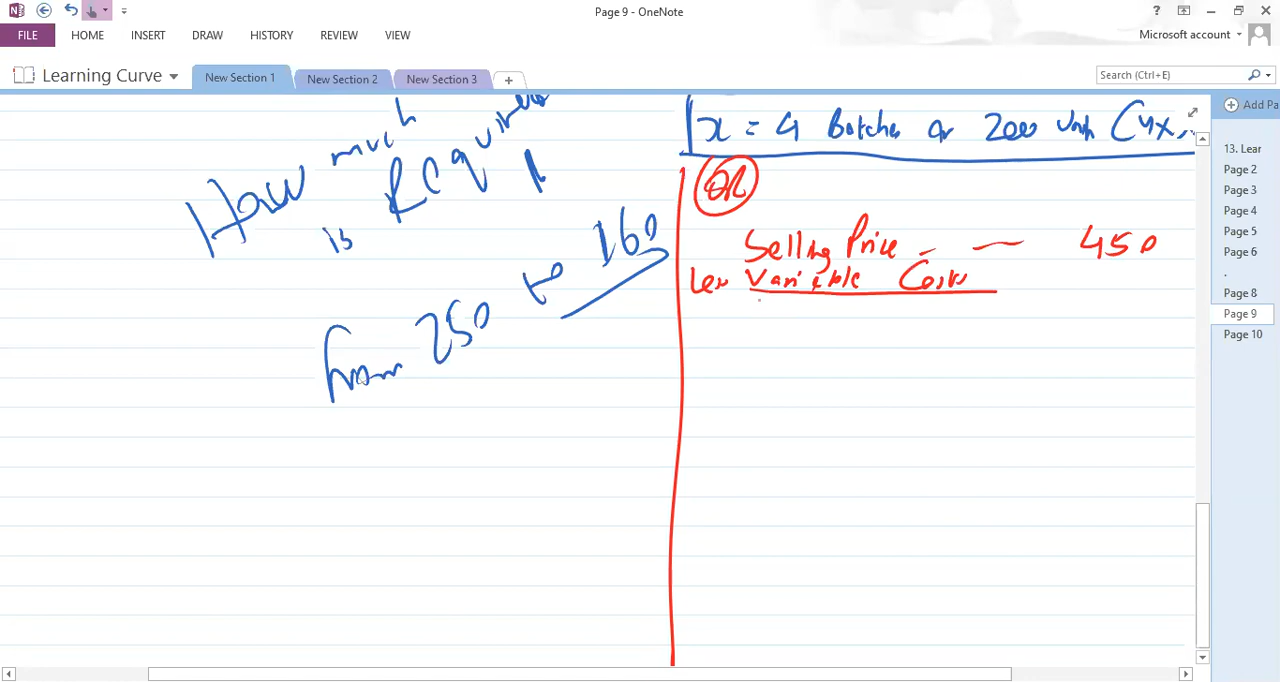 Page 9 - OneNote
?
FILE HOME INSERT DRAW HISTORY REVIEW VIEW
Microsoft account
Learning Curve
New Section 1
New Section 2
New Section 3
+
Search (Ctrl+E)
Add Pa
13. Lear
Page 2
Page 3
Page 4
Page 5
Page 6
.
Page 8
Page 9
Page 10
How much
is Required
from 250 to 160
x = 4 Batches or 2000 units (4x
OR
Selling Price - — 450
Less Variable Costs